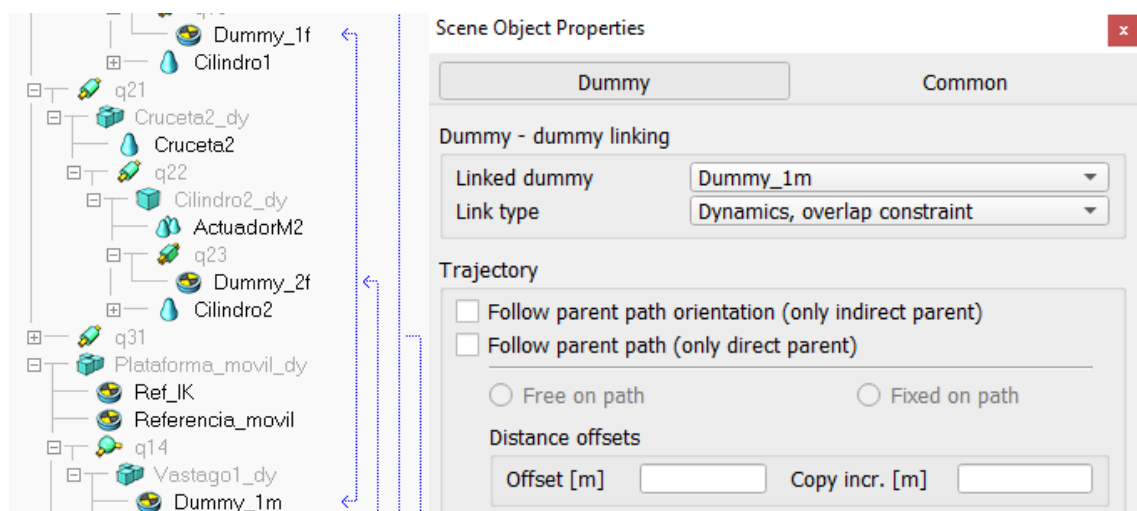 Dummy_1f
Cilindro1
q21
Cruceta2_dy
Cruceta2
q22
Cilindro2_dy
ActuadorM2
q23
Dummy_2f
Cilindro2
q31
Plataforma_movil_dy
Ref_IK
Referencia_movil
q14
Vastago1_dy
Dummy_1m
Scene Object Properties
x
Dummy Common
Dummy - dummy linking
Linked dummy Dummy_1m
Link type Dynamics, overlap constraint
Trajectory
Follow parent path orientation (only indirect parent)
Follow parent path (only direct parent)
Free on path Fixed on path
Distance offsets
Offset [m] Copy incr. [m]